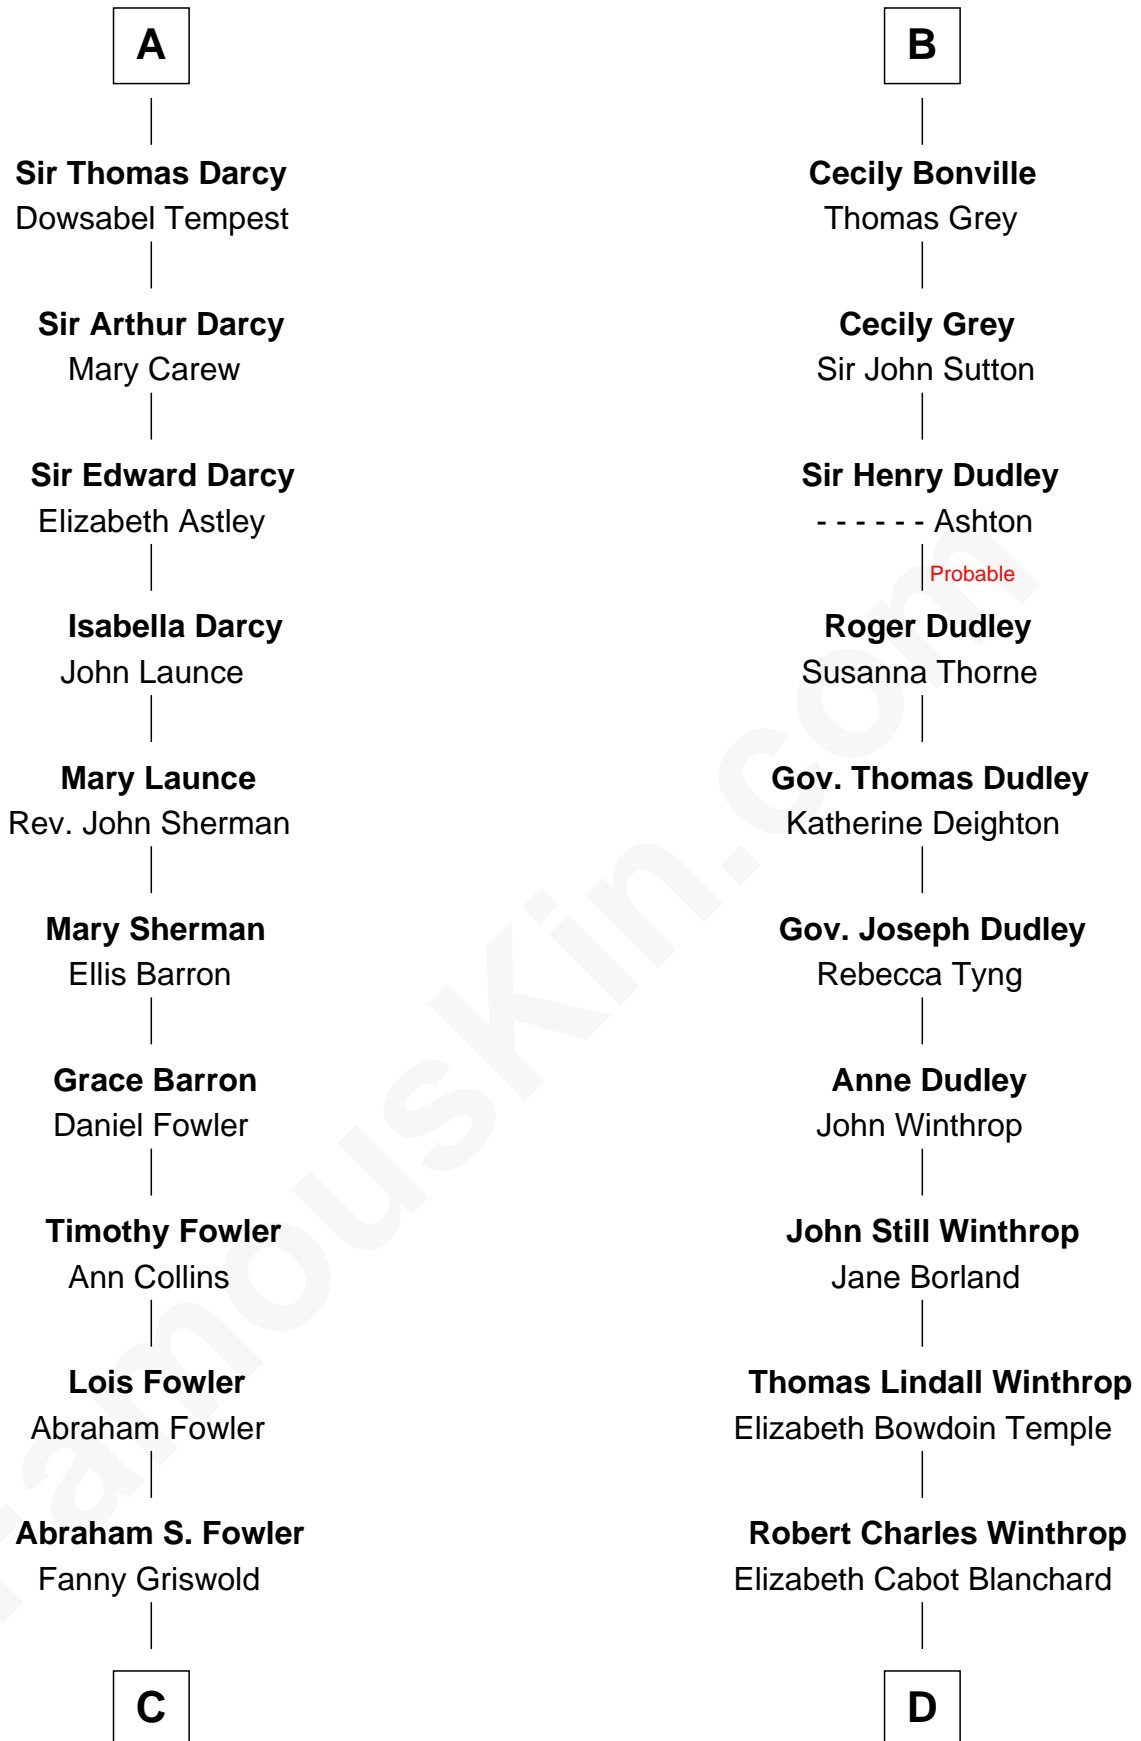 A
Sir Thomas Darcy
Dowsabel Tempest
Sir Arthur Darcy
Mary Carew
Sir Edward Darcy
Elizabeth Astley
Isabella Darcy
John Launce
Mary Launce
Rev. John Sherman
Mary Sherman
Ellis Barron
Grace Barron
Daniel Fowler
Timothy Fowler
Ann Collins
Lois Fowler
Abraham Fowler
Abraham S. Fowler
Fanny Griswold
C
B
Cecily Bonville
Thomas Grey
Cecily Grey
Sir John Sutton
Sir Henry Dudley
- - - - - - Ashton
Probable
Roger Dudley
Susanna Thorne
Gov. Thomas Dudley
Katherine Deighton
Gov. Joseph Dudley
Rebecca Tyng
Anne Dudley
John Winthrop
John Still Winthrop
Jane Borland
Thomas Lindall Winthrop
Elizabeth Bowdoin Temple
Robert Charles Winthrop
Elizabeth Cabot Blanchard
D
FamousKin.com